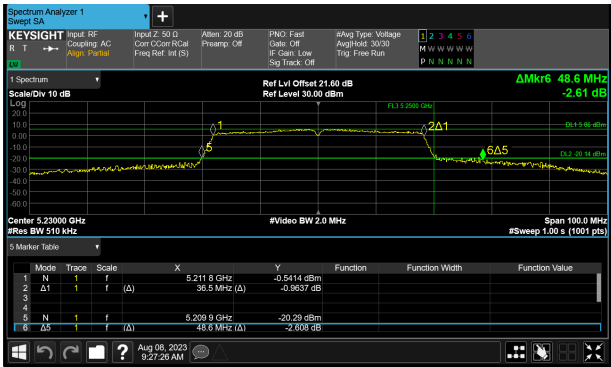 Spectrum Analyzer 1
Swept SA
KEYSIGHT
R T
LU
Input: RF
Coupling: AC
Align: Partial
Input Z: 50 Ω
Corr CCorr RCal
Freq Ref: Int (S)
Atten: 20 dB
Preamp: Off
PNO: Fast
Gate: Off
IF Gain: Low
Sig Track: Off
#Avg Type: Voltage
Avg|Hold: 30/30
Trig: Free Run
1 2 3 4 5 6
M W W W W W
P N N N N N
1 Spectrum
Scale/Div 10 dB
Ref Lvl Offset 21.60 dB
Ref Level 30.00 dBm
ΔMkr6 48.6 MHz
-2.61 dB
Log
FL3 5.2500 GHz
20.0
10.0
0.00
-10.0
-20.0
-30.0
-40.0
-50.0
-60.0
1
2Δ1
5
6Δ5
DL1 5.86 dBm
DL2 -20.14 dBm
Center 5.23000 GHz
#Res BW 510 kHz
#Video BW 2.0 MHz
Span 100.0 MHz
#Sweep 1.00 s (1001 pts)
5 Marker Table
Mode Trace Scale X Y Function Function Width Function Value
1 N 1 f 5.211 8 GHz -0.5414 dBm
2 Δ1 1 f (Δ) 36.5 MHz (Δ) -0.9637 dB
3
4
5 N 1 f 5.209 9 GHz -20.29 dBm
6 Δ5 1 f (Δ) 48.6 MHz (Δ) -2.608 dB
?
Aug 08, 2023
9:27:26 AM